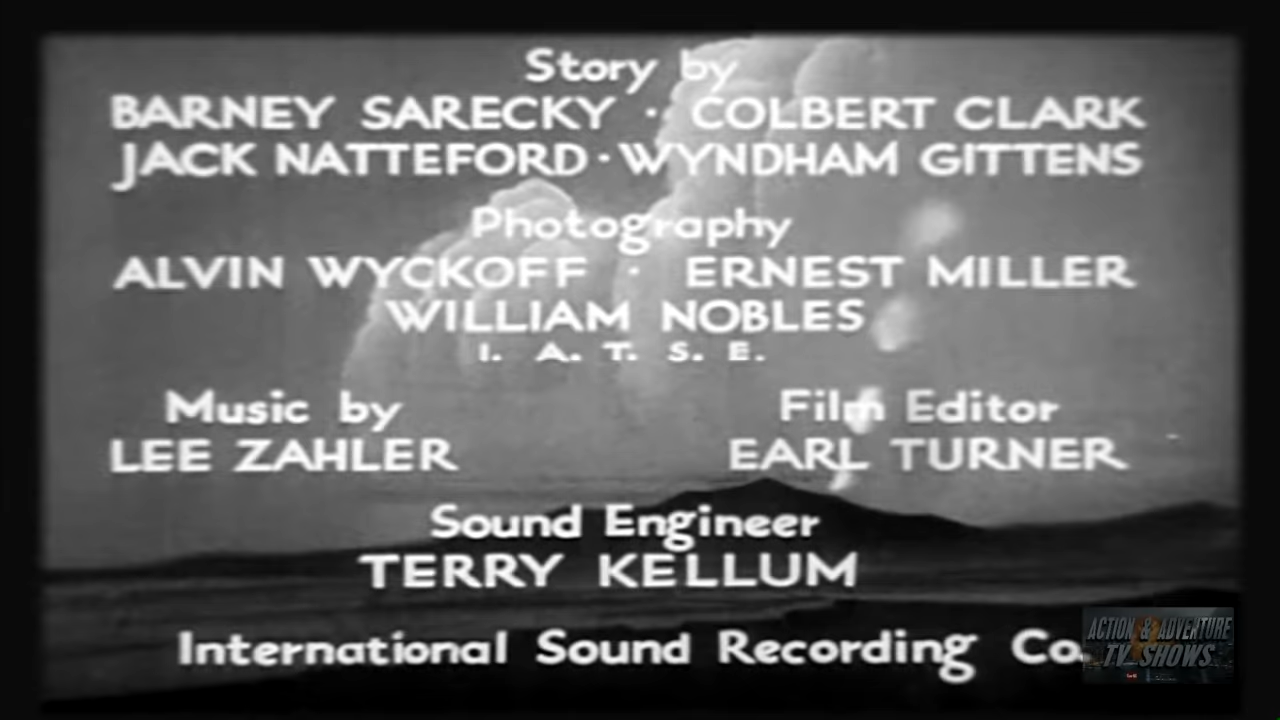 Story by
BARNEY SARECKY · COLBERT CLARK
JACK NATTEFORD · WYNDHAM GITTENS
Photography
ALVIN WYCKOFF · ERNEST MILLER
WILLIAM NOBLES
I. A. T. S. E.
Music by Film Editor
LEE ZAHLER EARL TURNER
Sound Engineer
TERRY KELLUM
International Sound Recording Co.
ACTION & ADVENTURE
TV SHOWS